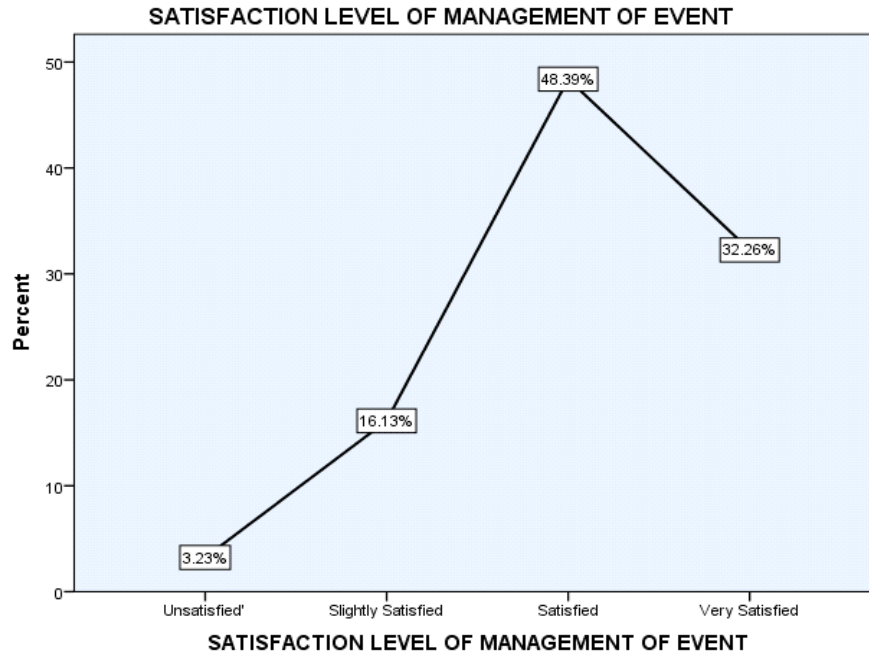 SATISFACTION LEVEL OF MANAGEMENT OF EVENT
50
48.39%
40
32.26%
30
Percent
20
16.13%
10
3.23%
0
Unsatisfied' Slightly Satisfied Satisfied Very Satisfied
SATISFACTION LEVEL OF MANAGEMENT OF EVENT